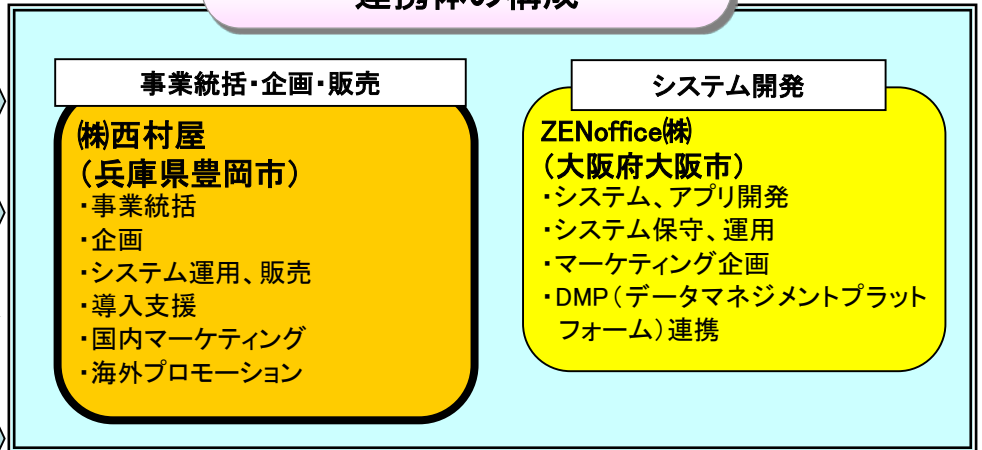 連携体の構成
事業統括・企画・販売
㈱西村屋
（兵庫県豊岡市）
・事業統括
・企画
・システム運用、販売
・導入支援
・国内マーケティング
・海外プロモーション
システム開発
ZENoffice㈱
（大阪府大阪市）
・システム、アプリ開発
・システム保守、運用
・マーケティング企画
・DMP（データマネジメントプラット
フォーム）連携